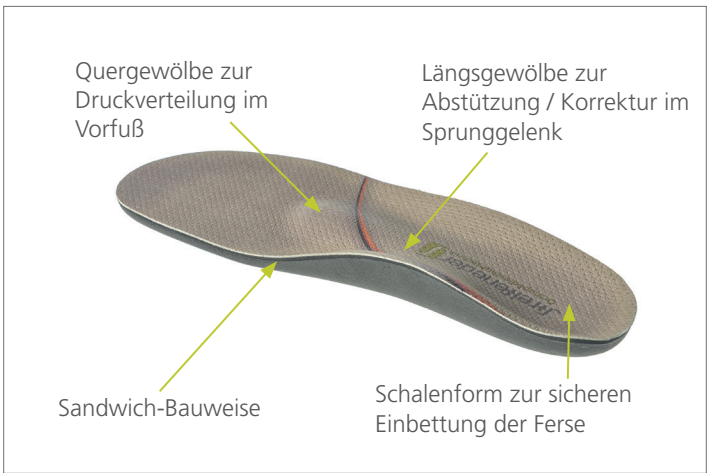 Quergewölbe zur
Druckverteilung im
Vorfuß
Längsgewölbe zur
Abstützung / Korrektur im
Sprunggelenk
Sandwich-Bauweise
Schalenform zur sicheren
Einbettung der Ferse